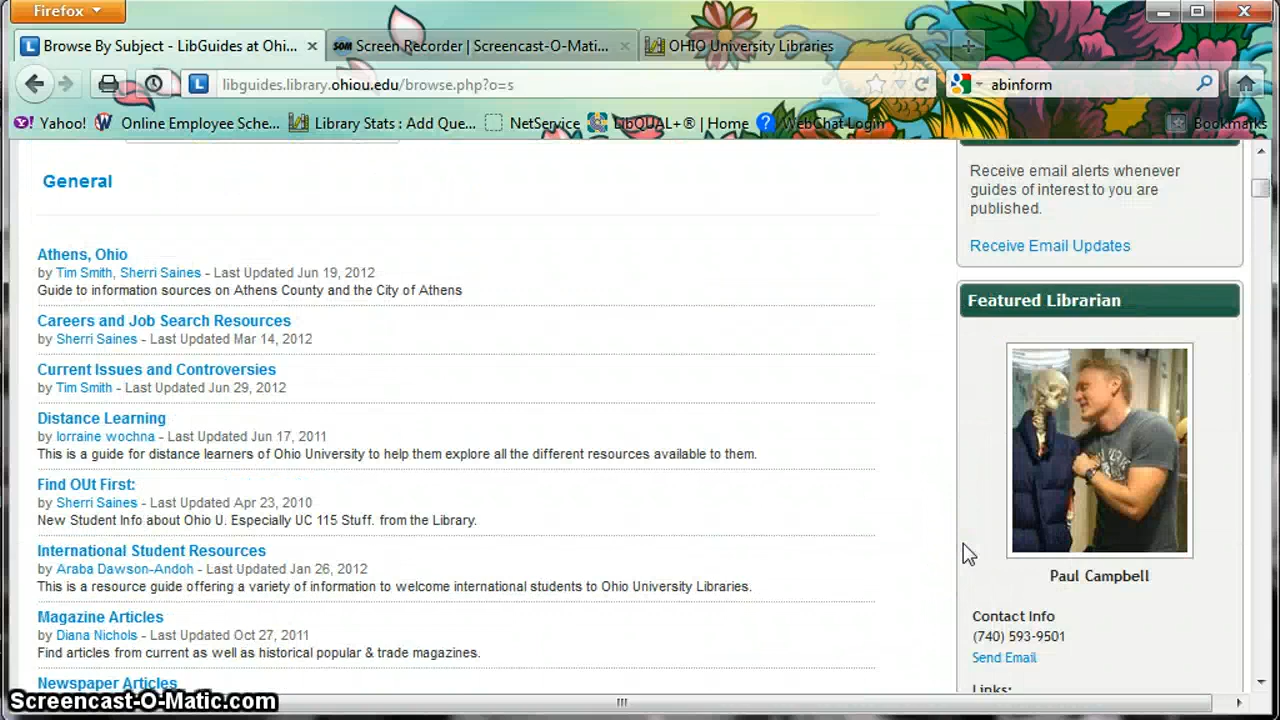 Firefox
Browse By Subject - LibGuides at Ohi...
Screen Recorder | Screencast-O-Mati...
OHIO University Libraries
libguides.library.ohiou.edu/browse.php?o=s
abinform
Yahoo!
Online Employee Sche...
Library Stats : Add Que...
NetService
LibQUAL+® | Home
WebChat Login
Bookmarks
General
Athens, Ohio
by Tim Smith, Sherri Saines - Last Updated Jun 19, 2012
Guide to information sources on Athens County and the City of Athens
Careers and Job Search Resources
by Sherri Saines - Last Updated Mar 14, 2012
Current Issues and Controversies
by Tim Smith - Last Updated Jun 29, 2012
Distance Learning
by lorraine wochna - Last Updated Jun 17, 2011
This is a guide for distance learners of Ohio University to help them explore all the different resources available to them.
Find OUt First:
by Sherri Saines - Last Updated Apr 23, 2010
New Student Info about Ohio U. Especially UC 115 Stuff. from the Library.
International Student Resources
by Araba Dawson-Andoh - Last Updated Jan 26, 2012
This is a resource guide offering a variety of information to welcome international students to Ohio University Libraries.
Magazine Articles
by Diana Nichols - Last Updated Oct 27, 2011
Find articles from current as well as historical popular & trade magazines.
Newspaper Articles
Receive email alerts whenever
guides of interest to you are
published.
Receive Email Updates
Featured Librarian
Paul Campbell
Contact Info
(740) 593-9501
Send Email
Links:
Screencast-O-Matic.com